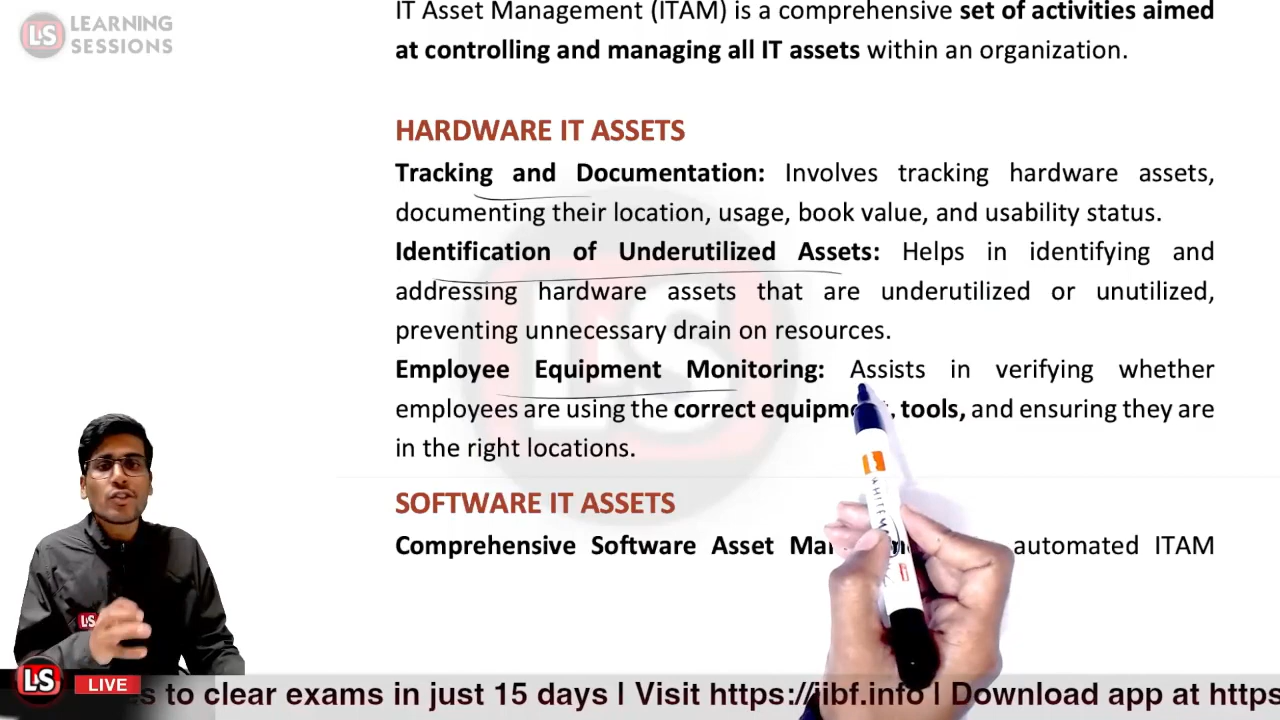 LS LEARNING
SESSIONS
IT Asset Management (ITAM) is a comprehensive set of activities aimed
at controlling and managing all IT assets within an organization.
HARDWARE IT ASSETS
Tracking and Documentation: Involves tracking hardware assets,
documenting their location, usage, book value, and usability status.
Identification of Underutilized Assets: Helps in identifying and
addressing hardware assets that are underutilized or unutilized,
preventing unnecessary drain on resources.
Employee Equipment Monitoring: Assists in verifying whether
employees are using the correct tools, and ensuring they are
in the right locations.
SOFTWARE IT ASSETS
Comprehensive Software Asset automated ITAM
LS
LS LIVE to clear exams in just 15 days | Visit https://iibf.info | Download app at https